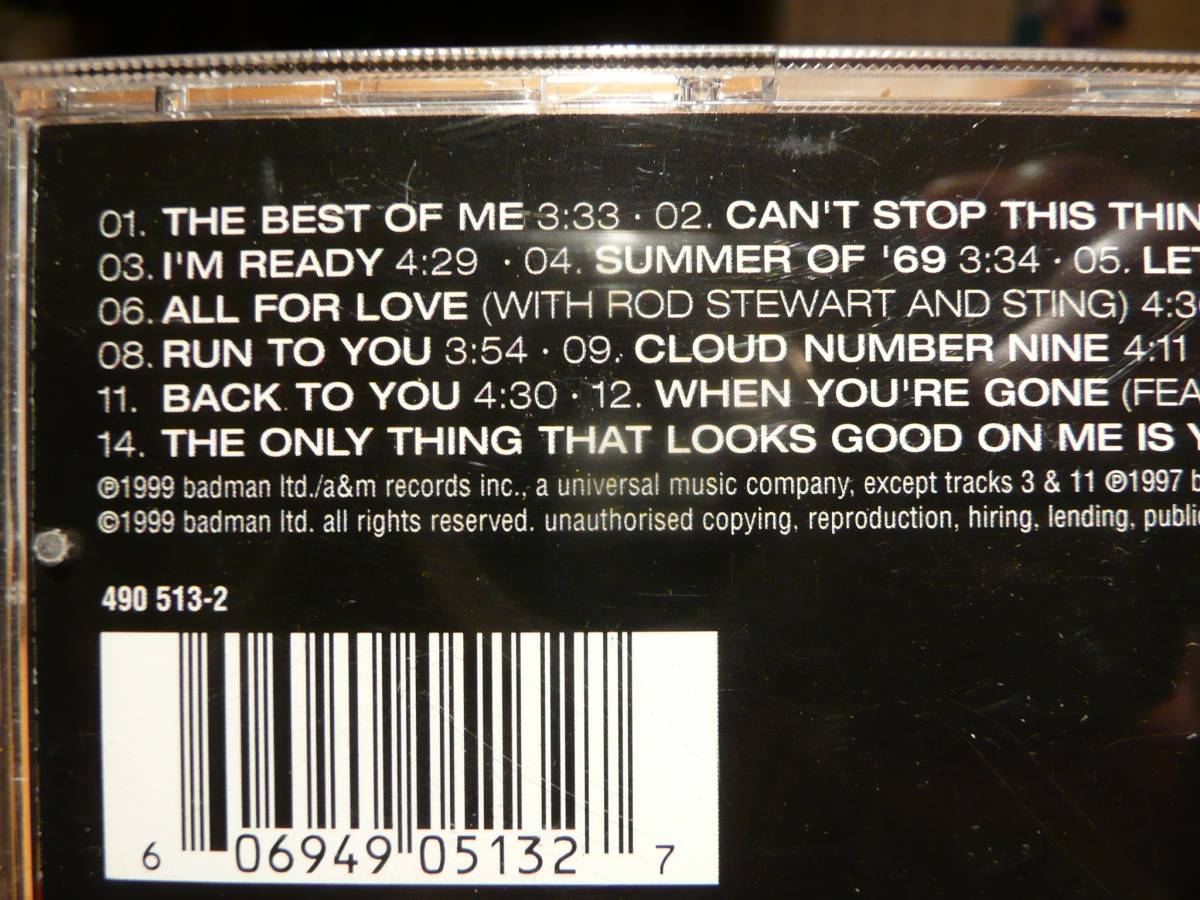 01. THE BEST OF ME 3:33 · 02. CAN'T STOP THIS THIN
03. I'M READY 4:29 · 04. SUMMER OF '69 3:34 · 05. LET
06. ALL FOR LOVE (WITH ROD STEWART AND STING) 4:3
08. RUN TO YOU 3:54 · 09. CLOUD NUMBER NINE 4:11
11. BACK TO YOU 4:30 · 12. WHEN YOU'RE GONE (FEA
14. THE ONLY THING THAT LOOKS GOOD ON ME IS Y
℗1999 badman ltd./a&m records inc., a universal music company, except tracks 3 & 11 ℗1997 b
©1999 badman ltd. all rights reserved. unauthorised copying, reproduction, hiring, lending, public
490 513-2
6 06949 05132 7